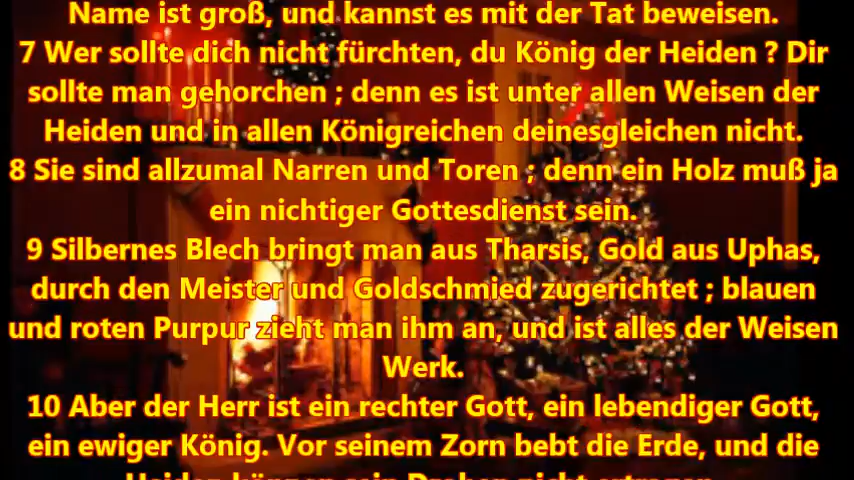 Name ist groß, und kannst es mit der Tat beweisen.
7 Wer sollte dich nicht fürchten, du König der Heiden ? Dir
sollte man gehorchen ; denn es ist unter allen Weisen der
Heiden und in allen Königreichen deinesgleichen nicht.
8 Sie sind allzumal Narren und Toren ; denn ein Holz muß ja
ein nichtiger Gottesdienst sein.
9 Silbernes Blech bringt man aus Tharsis, Gold aus Uphas,
durch den Meister und Goldschmied zugerichtet ; blauen
und roten Purpur zieht man ihm an, und ist alles der Weisen
Werk.
10 Aber der Herr ist ein rechter Gott, ein lebendiger Gott,
ein ewiger König. Vor seinem Zorn bebt die Erde, und die